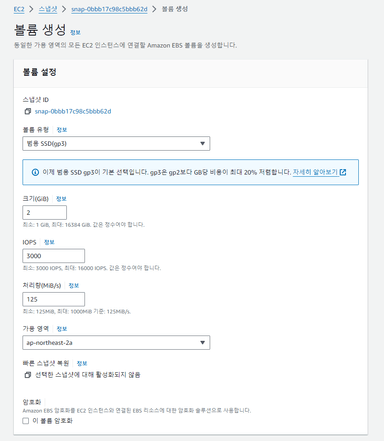 EC2 > 스냅샷 > snap-0bbb17c98c5bbb62d > 볼륨 생성
볼륨 생성 정보
동일한 가용 영역의 모든 EC2 인스턴스에 연결할 Amazon EBS 볼륨을 생성합니다.
볼륨 설정
스냅샷 ID
snap-0bbb17c98c5bbb62d
볼륨 유형 정보
범용 SSD(gp3)
이제 범용 SSD gp3이 기본 선택입니다. gp3은 gp2보다 GB당 비용이 최대 20% 저렴합니다. 자세히 알아보기
크기(GiB) 정보
2
최소: 1 GiB, 최대: 16384 GiB. 값은 정수여야 합니다.
IOPS 정보
3000
최소: 3000 IOPS, 최대: 16000 IOPS. 값은 정수여야 합니다.
처리량(MiB/s) 정보
125
최소: 125MiB, 최대: 1000MiB 기준: 125MiB/s.
가용 영역 정보
ap-northeast-2a
빠른 스냅샷 복원 정보
선택한 스냅샷에 대해 활성화되지 않음
암호화
Amazon EBS 암호화를 EC2 인스턴스와 연결된 EBS 리소스에 대한 암호화 솔루션으로 사용합니다.
이 볼륨 암호화